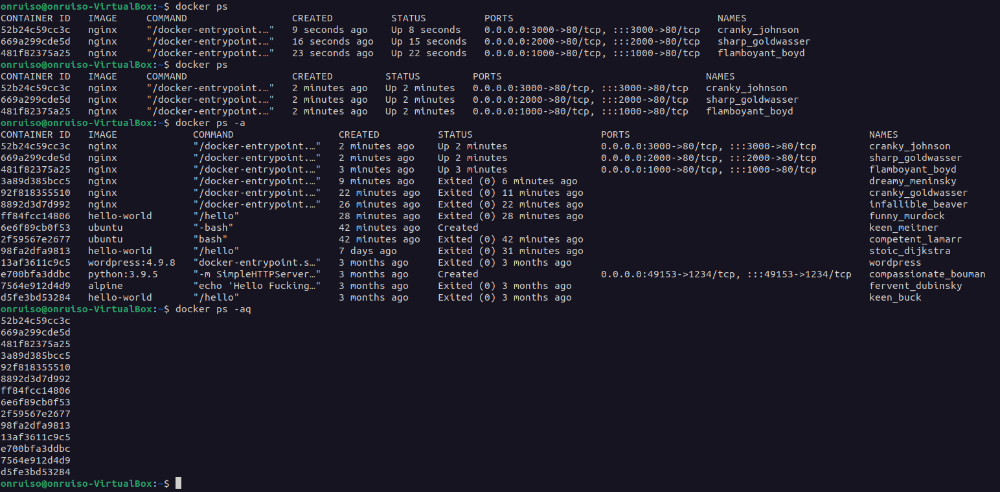 onruiso@onruiso-VirtualBox:~$ docker ps
CONTAINER ID   IMAGE     COMMAND                  CREATED          STATUS          PORTS                                   NAMES
52b24c59cc3c   nginx     "/docker-entrypoint.…"   9 seconds ago    Up 8 seconds    0.0.0.0:3000->80/tcp, :::3000->80/tcp   cranky_johnson
669a299cde5d   nginx     "/docker-entrypoint.…"   16 seconds ago   Up 15 seconds   0.0.0.0:2000->80/tcp, :::2000->80/tcp   sharp_goldwasser
481f82375a25   nginx     "/docker-entrypoint.…"   23 seconds ago   Up 22 seconds   0.0.0.0:1000->80/tcp, :::1000->80/tcp   flamboyant_boyd
onruiso@onruiso-VirtualBox:~$ docker ps
CONTAINER ID   IMAGE     COMMAND                  CREATED         STATUS         PORTS                                   NAMES
52b24c59cc3c   nginx     "/docker-entrypoint.…"   2 minutes ago   Up 2 minutes   0.0.0.0:3000->80/tcp, :::3000->80/tcp   cranky_johnson
669a299cde5d   nginx     "/docker-entrypoint.…"   2 minutes ago   Up 2 minutes   0.0.0.0:2000->80/tcp, :::2000->80/tcp   sharp_goldwasser
481f82375a25   nginx     "/docker-entrypoint.…"   2 minutes ago   Up 2 minutes   0.0.0.0:1000->80/tcp, :::1000->80/tcp   flamboyant_boyd
onruiso@onruiso-VirtualBox:~$ docker ps -a
CONTAINER ID   IMAGE             COMMAND                  CREATED          STATUS                      PORTS                                         NAMES
52b24c59cc3c   nginx             "/docker-entrypoint.…"   2 minutes ago    Up 2 minutes                0.0.0.0:3000->80/tcp, :::3000->80/tcp         cranky_johnson
669a299cde5d   nginx             "/docker-entrypoint.…"   2 minutes ago    Up 2 minutes                0.0.0.0:2000->80/tcp, :::2000->80/tcp         sharp_goldwasser
481f82375a25   nginx             "/docker-entrypoint.…"   3 minutes ago    Up 3 minutes                0.0.0.0:1000->80/tcp, :::1000->80/tcp         flamboyant_boyd
3a89d385bcc5   nginx             "/docker-entrypoint.…"   9 minutes ago    Exited (0) 6 minutes ago                                                  dreamy_meninsky
92f818355510   nginx             "/docker-entrypoint.…"   22 minutes ago   Exited (0) 11 minutes ago                                                 cranky_goldwasser
8892d3d7d992   nginx             "/docker-entrypoint.…"   26 minutes ago   Exited (0) 22 minutes ago                                                 infallible_beaver
ff84fcc14806   hello-world       "/hello"                 28 minutes ago   Exited (0) 28 minutes ago                                                 funny_murdock
6e6f89cb0f53   ubuntu            "-bash"                  42 minutes ago   Created                                                                   keen_meitner
2f59567e2677   ubuntu            "bash"                   42 minutes ago   Exited (0) 42 minutes ago                                                 competent_lamarr
98fa2dfa9813   hello-world       "/hello"                 7 days ago       Exited (0) 31 minutes ago                                                 stoic_dijkstra
13af3611c9c5   wordpress:4.9.8   "docker-entrypoint.s…"   3 months ago     Exited (0) 3 months ago                                                   wordpress
e700bfa3ddbc   python:3.9.5      "-m SimpleHTTPServer…"   3 months ago     Created                     0.0.0.0:49153->1234/tcp, :::49153->1234/tcp   compassionate_bouman
7564e912d4d9   alpine            "echo 'Hello Fucking…"   3 months ago     Exited (0) 3 months ago                                                   fervent_dubinsky
d5fe3bd53284   hello-world       "/hello"                 3 months ago     Exited (0) 3 months ago                                                   keen_buck
onruiso@onruiso-VirtualBox:~$ docker ps -aq
52b24c59cc3c
669a299cde5d
481f82375a25
3a89d385bcc5
92f818355510
8892d3d7d992
ff84fcc14806
6e6f89cb0f53
2f59567e2677
98fa2dfa9813
13af3611c9c5
e700bfa3ddbc
7564e912d4d9
d5fe3bd53284
onruiso@onruiso-VirtualBox:~$